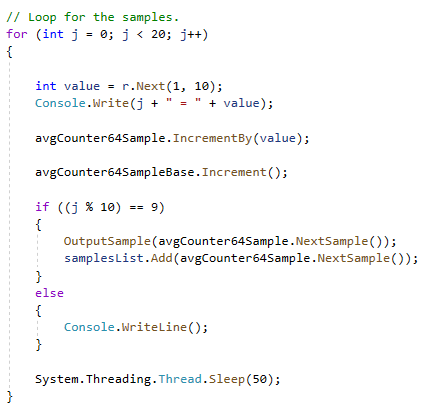 // Loop for the samples.
for (int j = 0; j < 20; j++)
{
int value = r.Next(1, 10);
Console.Write(j + " = " + value);
avgCounter64Sample.IncrementBy(value);
avgCounter64SampleBase.Increment();
if ((j % 10) == 9)
{
OutputSample(avgCounter64Sample.NextSample());
samplesList.Add(avgCounter64Sample.NextSample());
}
else
{
Console.WriteLine();
}
System.Threading.Thread.Sleep(50);
}